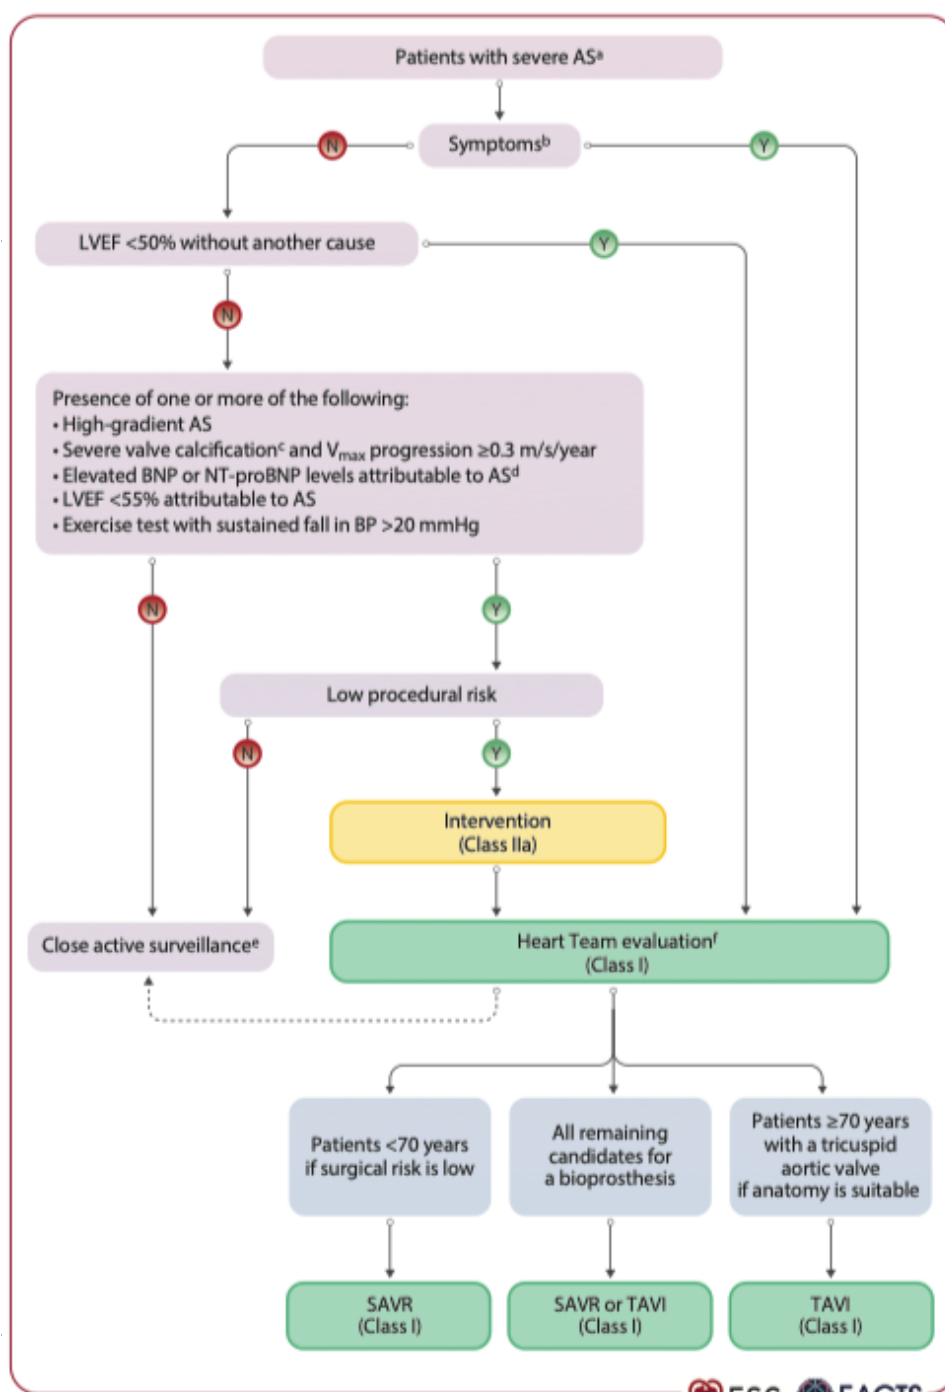 Patients with severe ASᵃ
Symptomsᵇ
N
Y
LVEF <50% without another cause
Y
N
Presence of one or more of the following:
• High-gradient AS
• Severe valve calcificationᶜ and Vmax progression ≥0.3 m/s/year
• Elevated BNP or NT-proBNP levels attributable to ASᵈ
• LVEF <55% attributable to AS
• Exercise test with sustained fall in BP >20 mmHg
N
Y
Low procedural risk
N
Y
Intervention
(Class IIa)
Close active surveillanceᵉ
Heart Team evaluationᶠ
(Class I)
Patients <70 years
if surgical risk is low
All remaining
candidates for
a bioprosthesis
Patients ≥70 years
with a tricuspid
aortic valve
if anatomy is suitable
SAVR
(Class I)
SAVR or TAVI
(Class I)
TAVI
(Class I)
ESC
EACTS